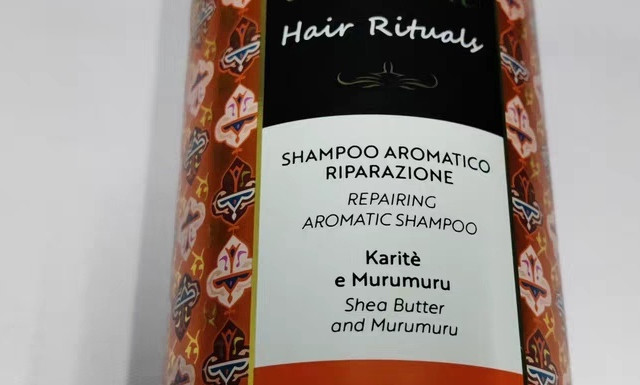 Hair Rituals
SHAMPOO AROMATICO
RIPARAZIONE
REPAIRING
AROMATIC SHAMPOO
Karitè
e Murumuru
Shea Butter
and Murumuru